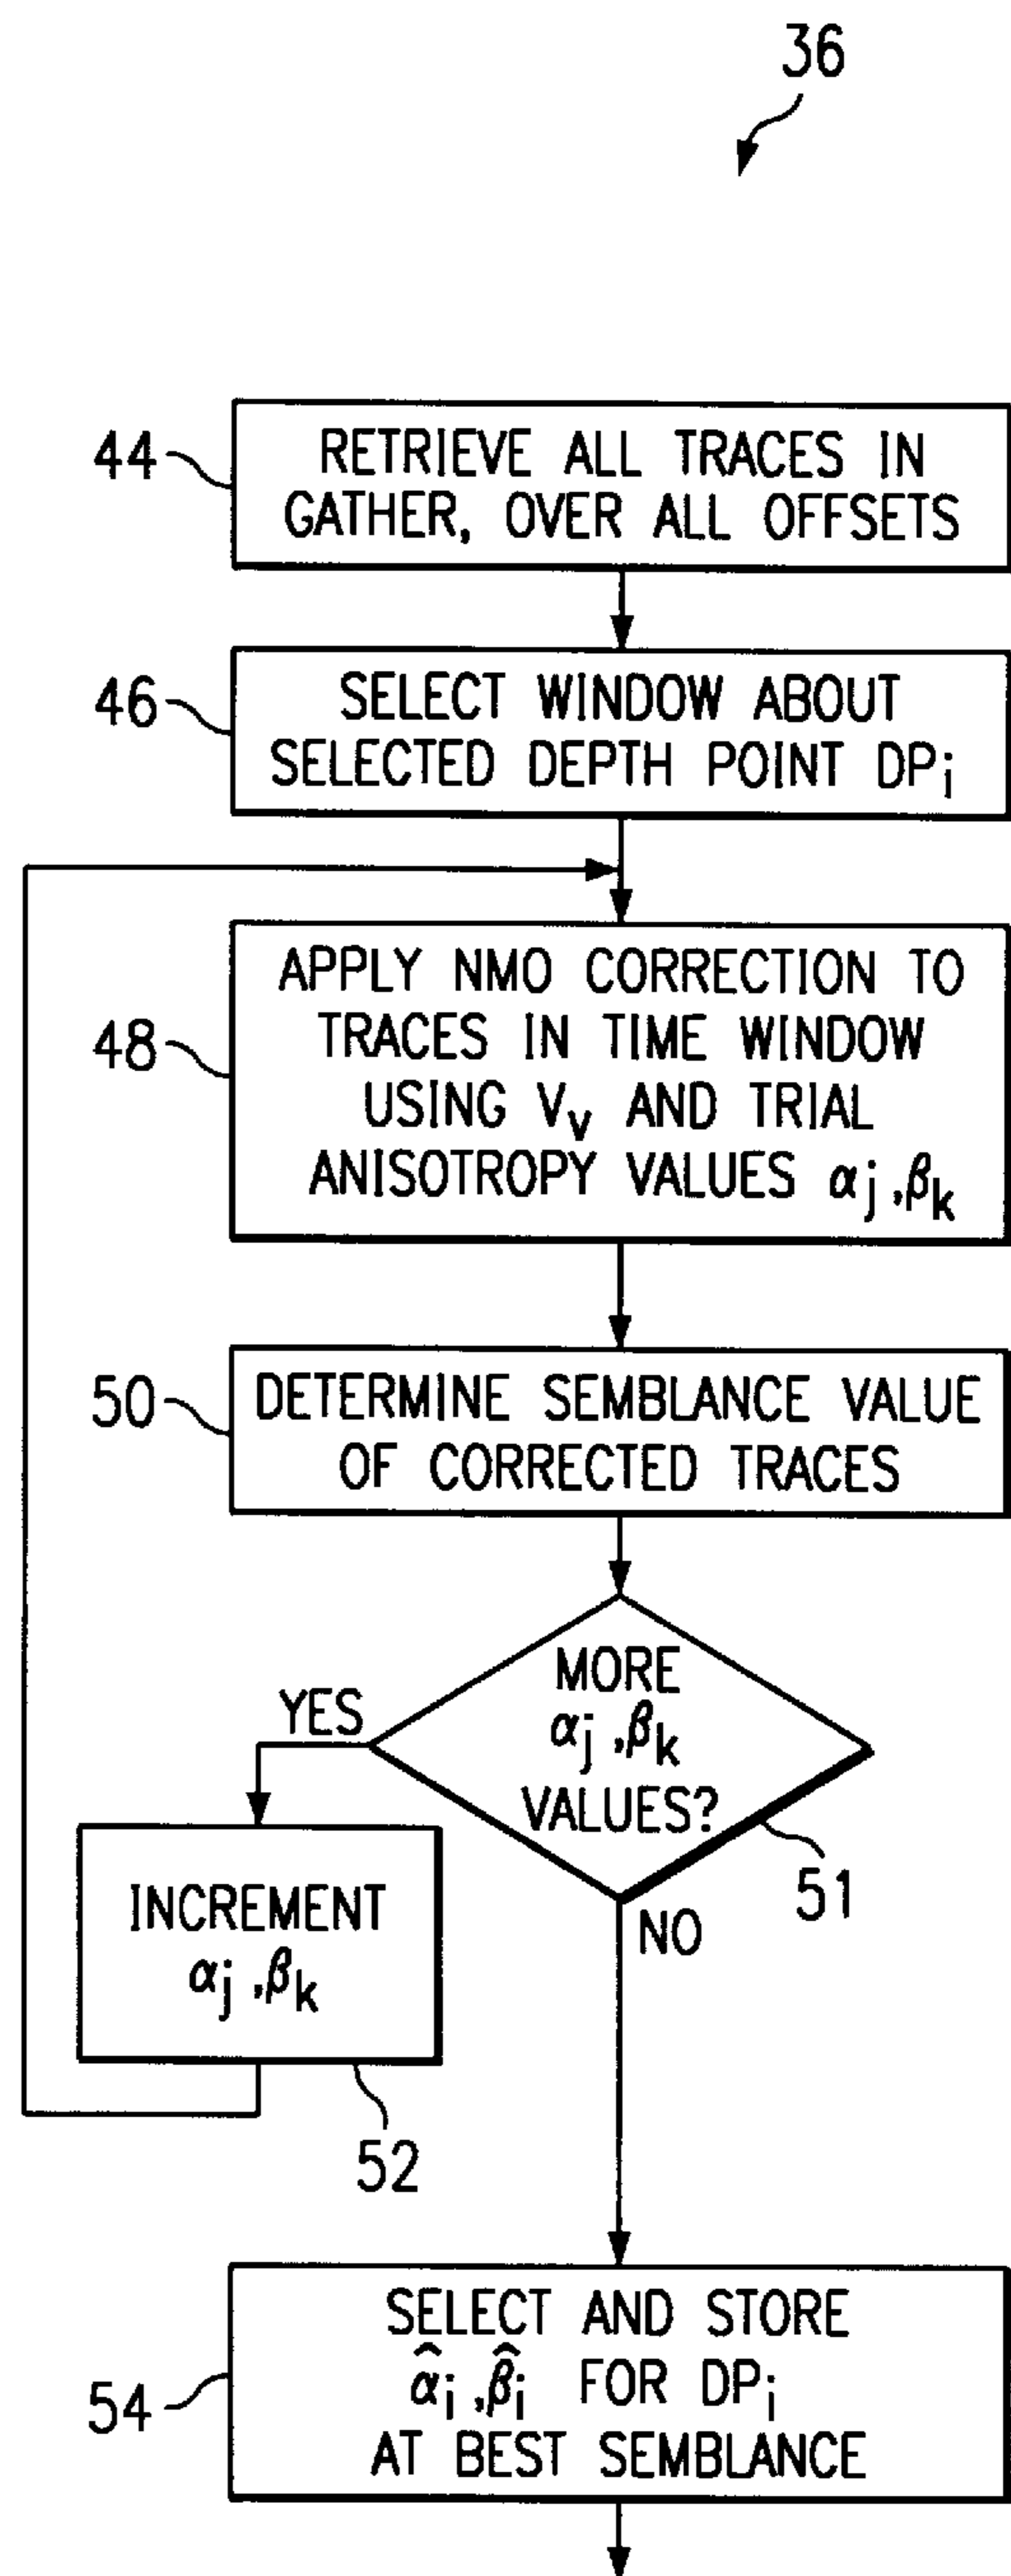 36
44
RETRIEVE ALL TRACES IN
GATHER, OVER ALL OFFSETS
46
SELECT WINDOW ABOUT
SELECTED DEPTH POINT DPi
48
APPLY NMO CORRECTION TO
TRACES IN TIME WINDOW
USING Vv AND TRIAL
ANISOTROPY VALUES αj,βk
50
DETERMINE SEMBLANCE VALUE
OF CORRECTED TRACES
MORE
αj,βk
VALUES?
51
YES
NO
INCREMENT
αj,βk
52
54
SELECT AND STORE
α̂i,β̂i FOR DPi
AT BEST SEMBLANCE